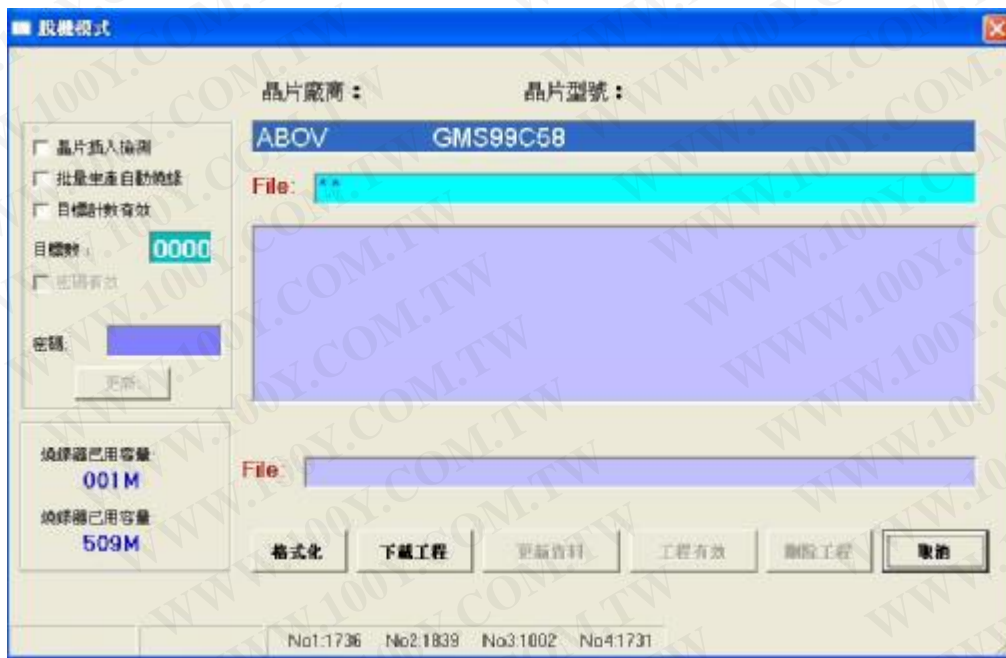 脫機模式
晶片廠商： 晶片型號：
ABOV GMS99C58
晶片插入檢測
批量生產自動燒錄
目標計數有效
目標數： 0000
密碼有效
密碼:
更新
File: *.*
燒錄器已用容量
001M
燒錄器已用容量
509M
File:
格式化 下載工程 更新資料 工程有效 刪除工程 取消
No1:1736 No2:1839 No3:1002 No4:1731
WWW.100Y.COM.TW